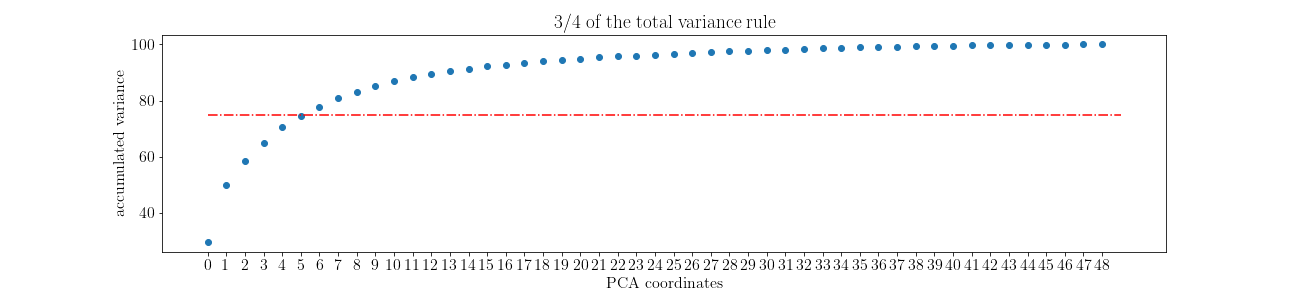 3/4 of the total variance rule
accumulated variance
100
80
60
40
0 1 2 3 4 5 6 7 8 9 10 11 12 13 14 15 16 17 18 19 20 21 22 23 24 25 26 27 28 29 30 31 32 33 34 35 36 37 38 39 40 41 42 43 44 45 46 47 48
PCA coordinates